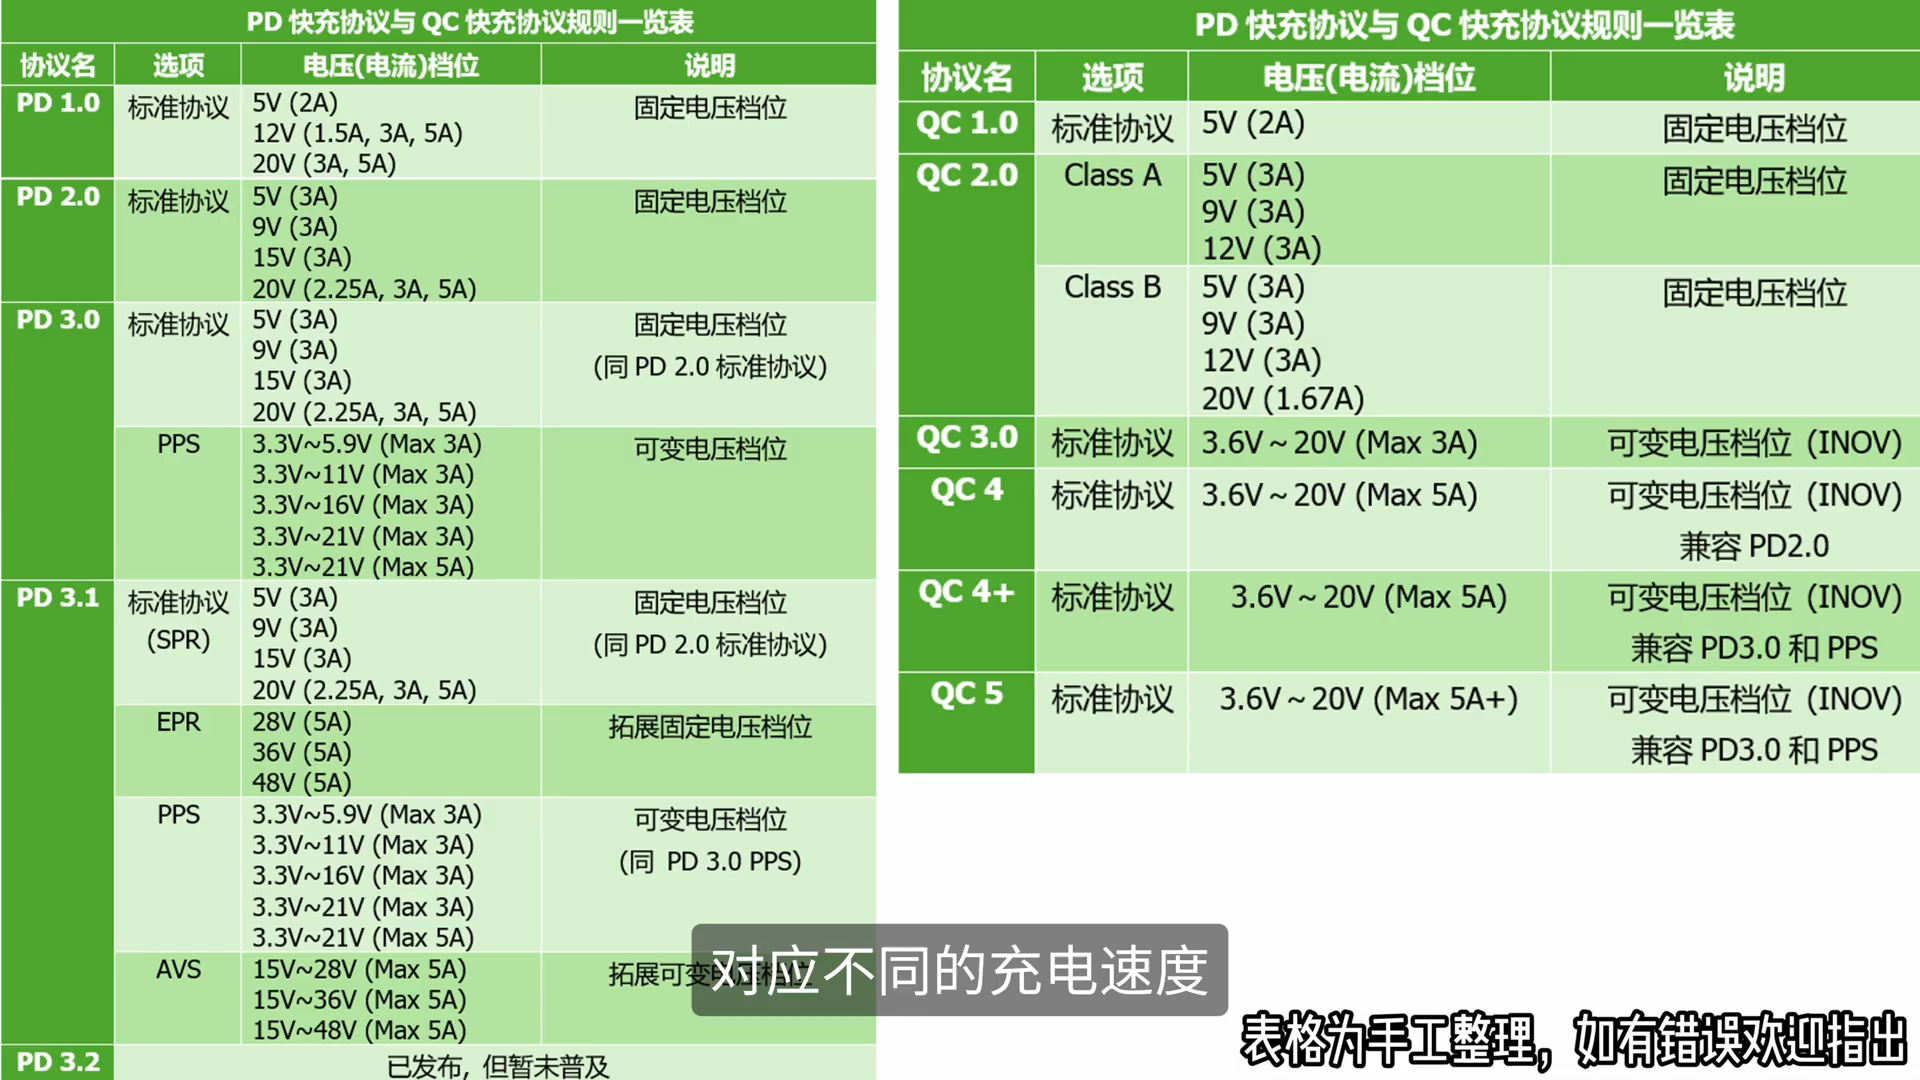 PD 快充协议与 QC 快充协议规则一览表
协议名 选项 电压(电流)档位 说明
PD 1.0 标准协议 5V (2A) 固定电压档位
12V (1.5A, 3A, 5A)
20V (3A, 5A)
PD 2.0 标准协议 5V (3A) 固定电压档位
9V (3A)
15V (3A)
20V (2.25A, 3A, 5A)
PD 3.0 标准协议 5V (3A) 固定电压档位
9V (3A) (同 PD 2.0 标准协议)
15V (3A)
20V (2.25A, 3A, 5A)
PPS 3.3V~5.9V (Max 3A) 可变电压档位
3.3V~11V (Max 3A)
3.3V~16V (Max 3A)
3.3V~21V (Max 3A)
3.3V~21V (Max 5A)
PD 3.1 标准协议 5V (3A) 固定电压档位
(SPR) 9V (3A) (同 PD 2.0 标准协议)
15V (3A)
20V (2.25A, 3A, 5A)
EPR 28V (5A) 拓展固定电压档位
36V (5A)
48V (5A)
PPS 3.3V~5.9V (Max 3A) 可变电压档位
3.3V~11V (Max 3A) (同 PD 3.0 PPS)
3.3V~16V (Max 3A)
3.3V~21V (Max 3A)
3.3V~21V (Max 5A)
AVS 15V~28V (Max 5A) 拓展可变电压档位
15V~36V (Max 5A)
15V~48V (Max 5A)
PD 3.2 已发布, 但暂未普及
PD 快充协议与 QC 快充协议规则一览表
协议名 选项 电压(电流)档位 说明
QC 1.0 标准协议 5V (2A) 固定电压档位
QC 2.0 Class A 5V (3A) 固定电压档位
9V (3A)
12V (3A)
Class B 5V (3A) 固定电压档位
9V (3A)
12V (3A)
20V (1.67A)
QC 3.0 标准协议 3.6V~20V (Max 3A) 可变电压档位 (INOV)
QC 4 标准协议 3.6V~20V (Max 5A) 可变电压档位 (INOV)
兼容 PD2.0
QC 4+ 标准协议 3.6V~20V (Max 5A) 可变电压档位 (INOV)
兼容 PD3.0 和 PPS
QC 5 标准协议 3.6V~20V (Max 5A+) 可变电压档位 (INOV)
兼容 PD3.0 和 PPS
对应不同的充电速度
表格为手工整理，如有错误欢迎指出